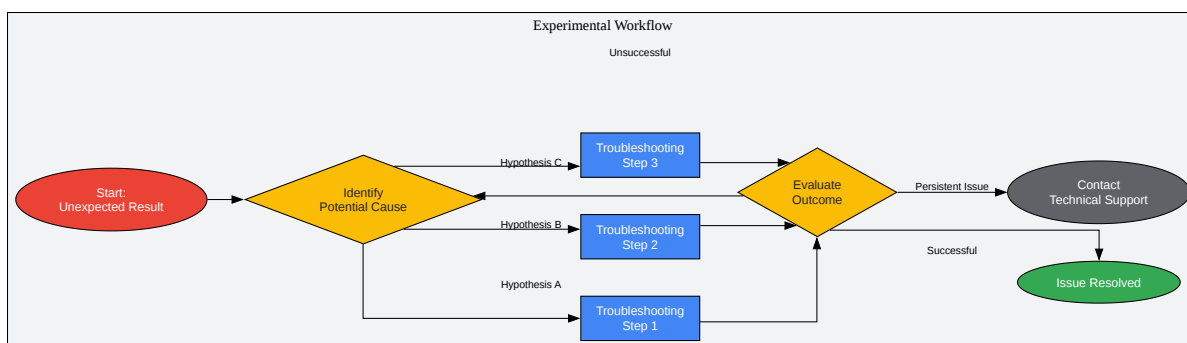 Experimental Workflow
Unsuccessful
Start:
Unexpected Result
Identify
Potential Cause
Hypothesis C
Troubleshooting
Step 3
Hypothesis B
Troubleshooting
Step 2
Hypothesis A
Troubleshooting
Step 1
Evaluate
Outcome
Persistent Issue
Contact
Technical Support
Successful
Issue Resolved